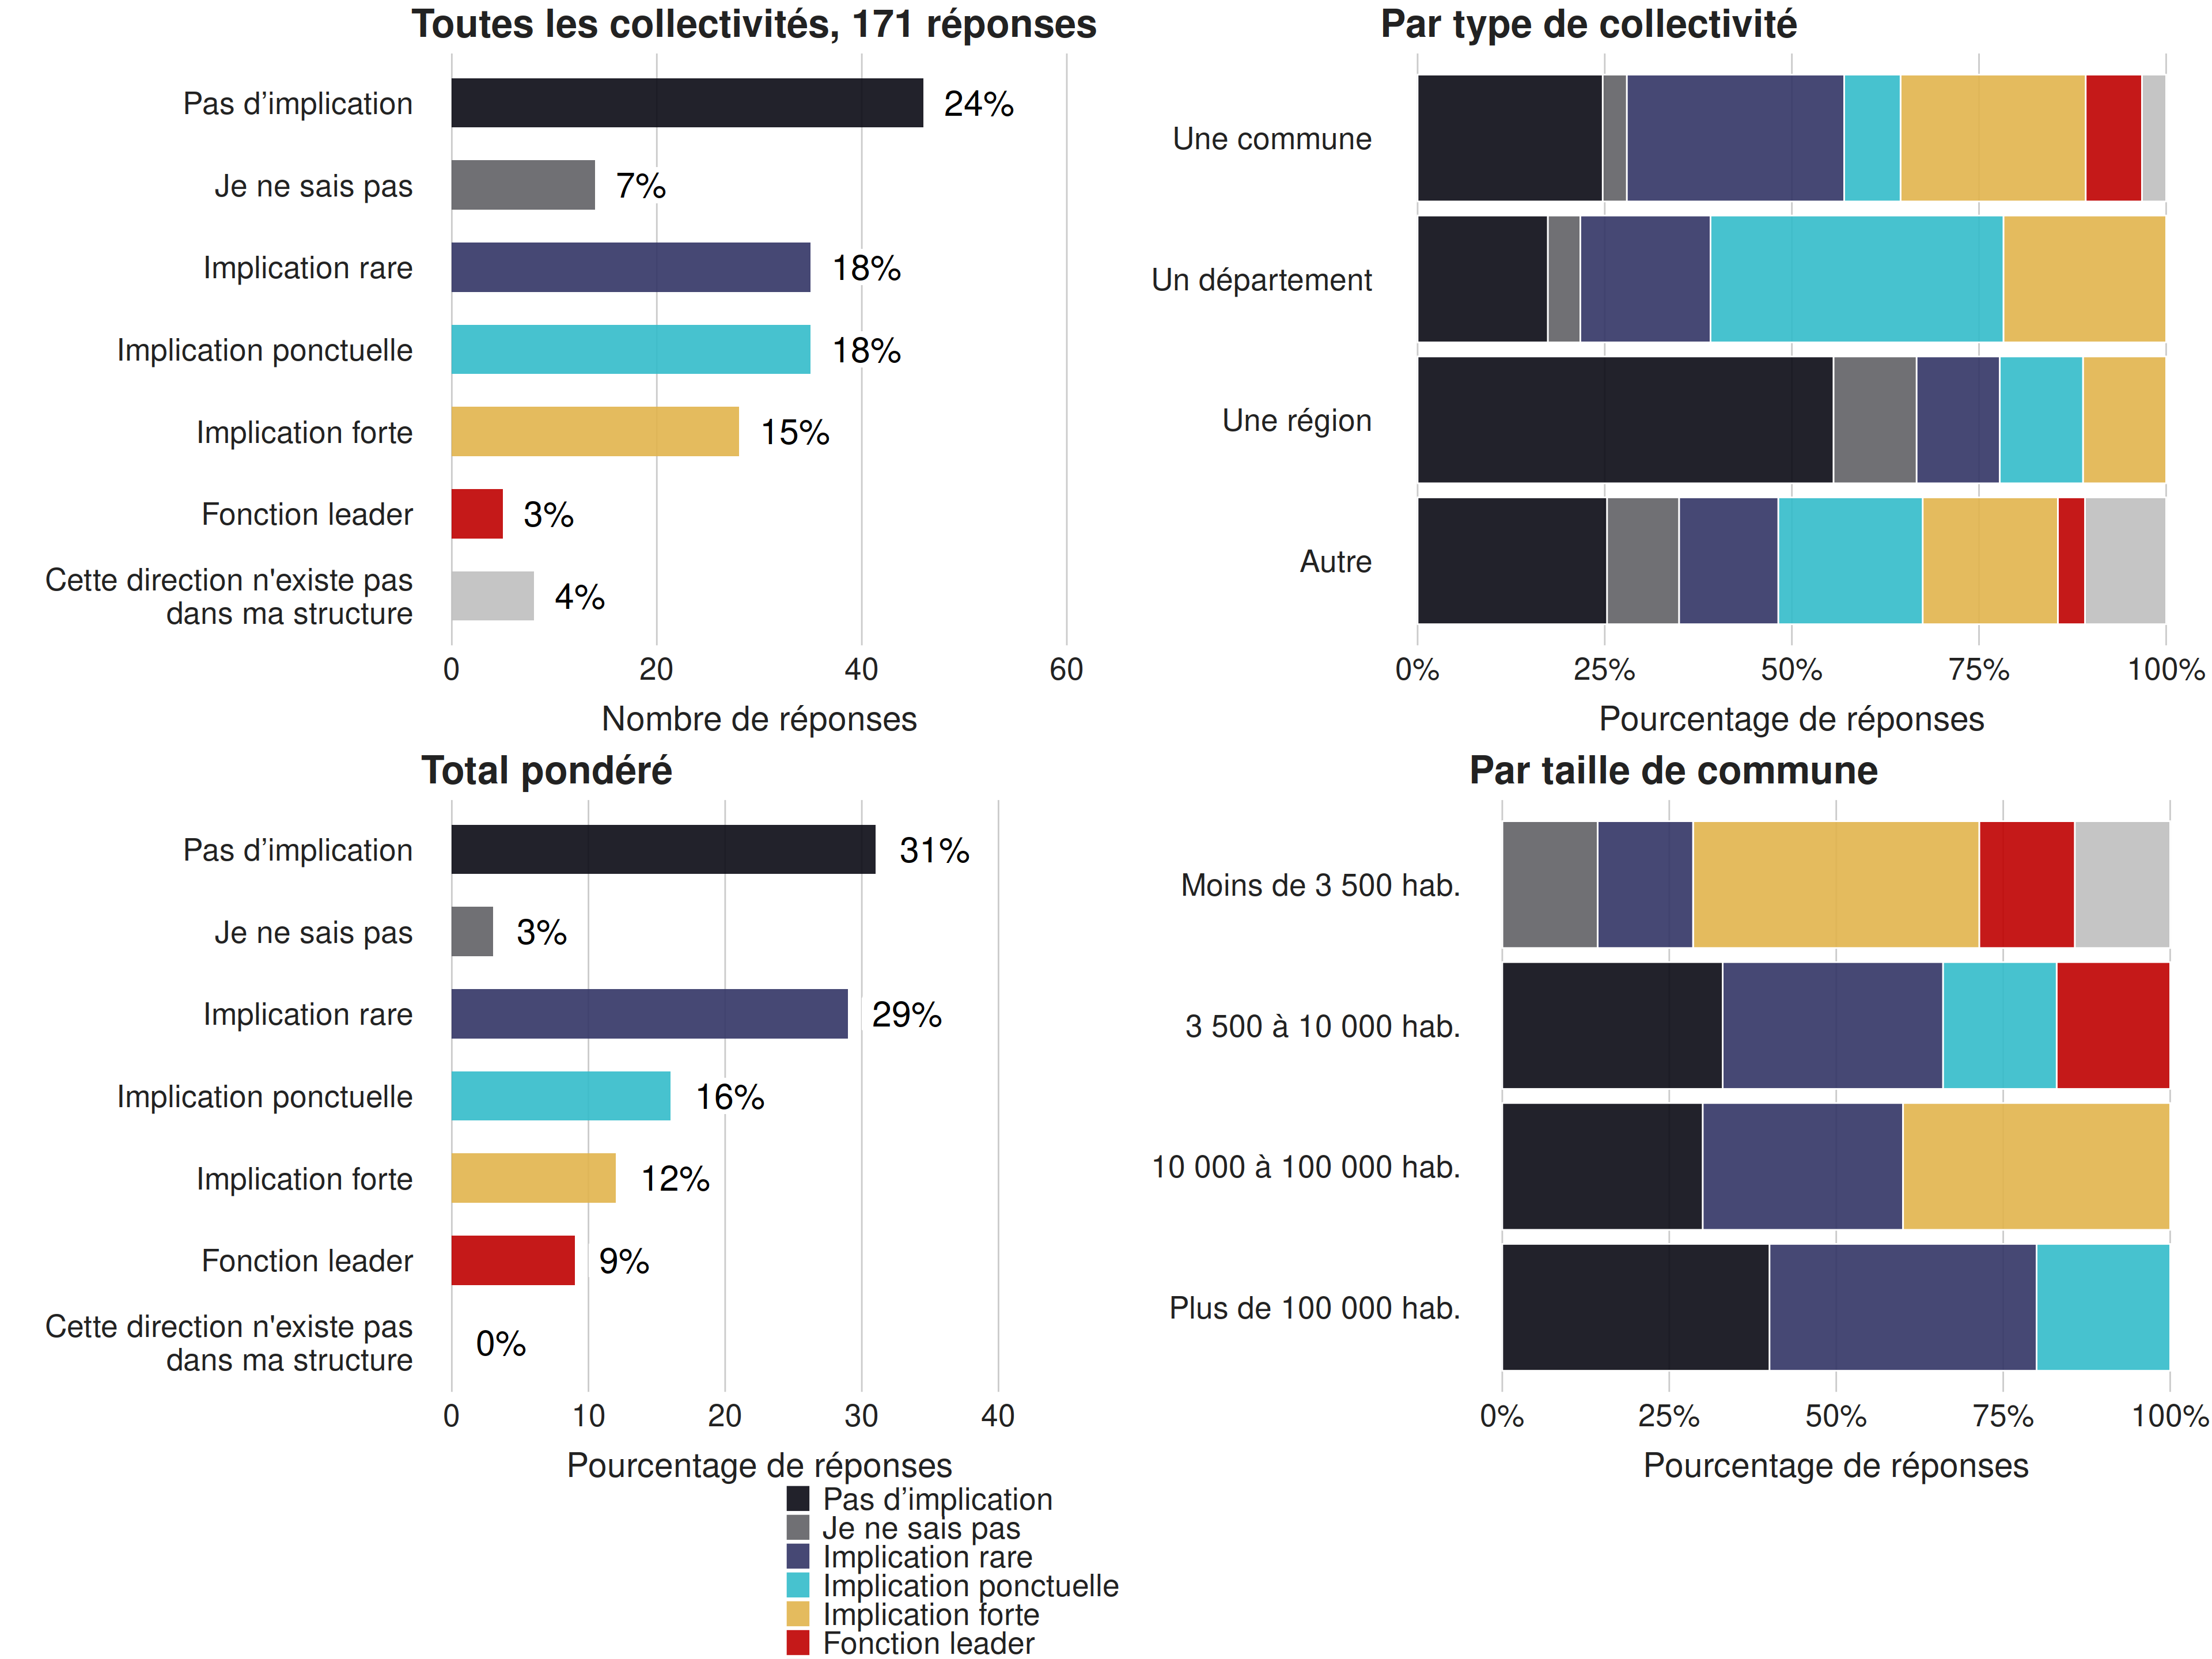 Toutes les collectivités, 171 réponses
Pas d’implication
24%
Je ne sais pas
7%
Implication rare
18%
Implication ponctuelle
18%
Implication forte
15%
Fonction leader
3%
Cette direction n'existe pas
dans ma structure
4%
0 20 40 60
Nombre de réponses
Par type de collectivité
Une commune
Un département
Une région
Autre
0% 25% 50% 75% 100%
Pourcentage de réponses
Total pondéré
Pas d’implication
31%
Je ne sais pas
3%
Implication rare
29%
Implication ponctuelle
16%
Implication forte
12%
Fonction leader
9%
Cette direction n'existe pas
dans ma structure
0%
0 10 20 30 40
Pourcentage de réponses
Par taille de commune
Moins de 3 500 hab.
3 500 à 10 000 hab.
10 000 à 100 000 hab.
Plus de 100 000 hab.
0% 25% 50% 75% 100%
Pourcentage de réponses
Pas d’implication
Je ne sais pas
Implication rare
Implication ponctuelle
Implication forte
Fonction leader